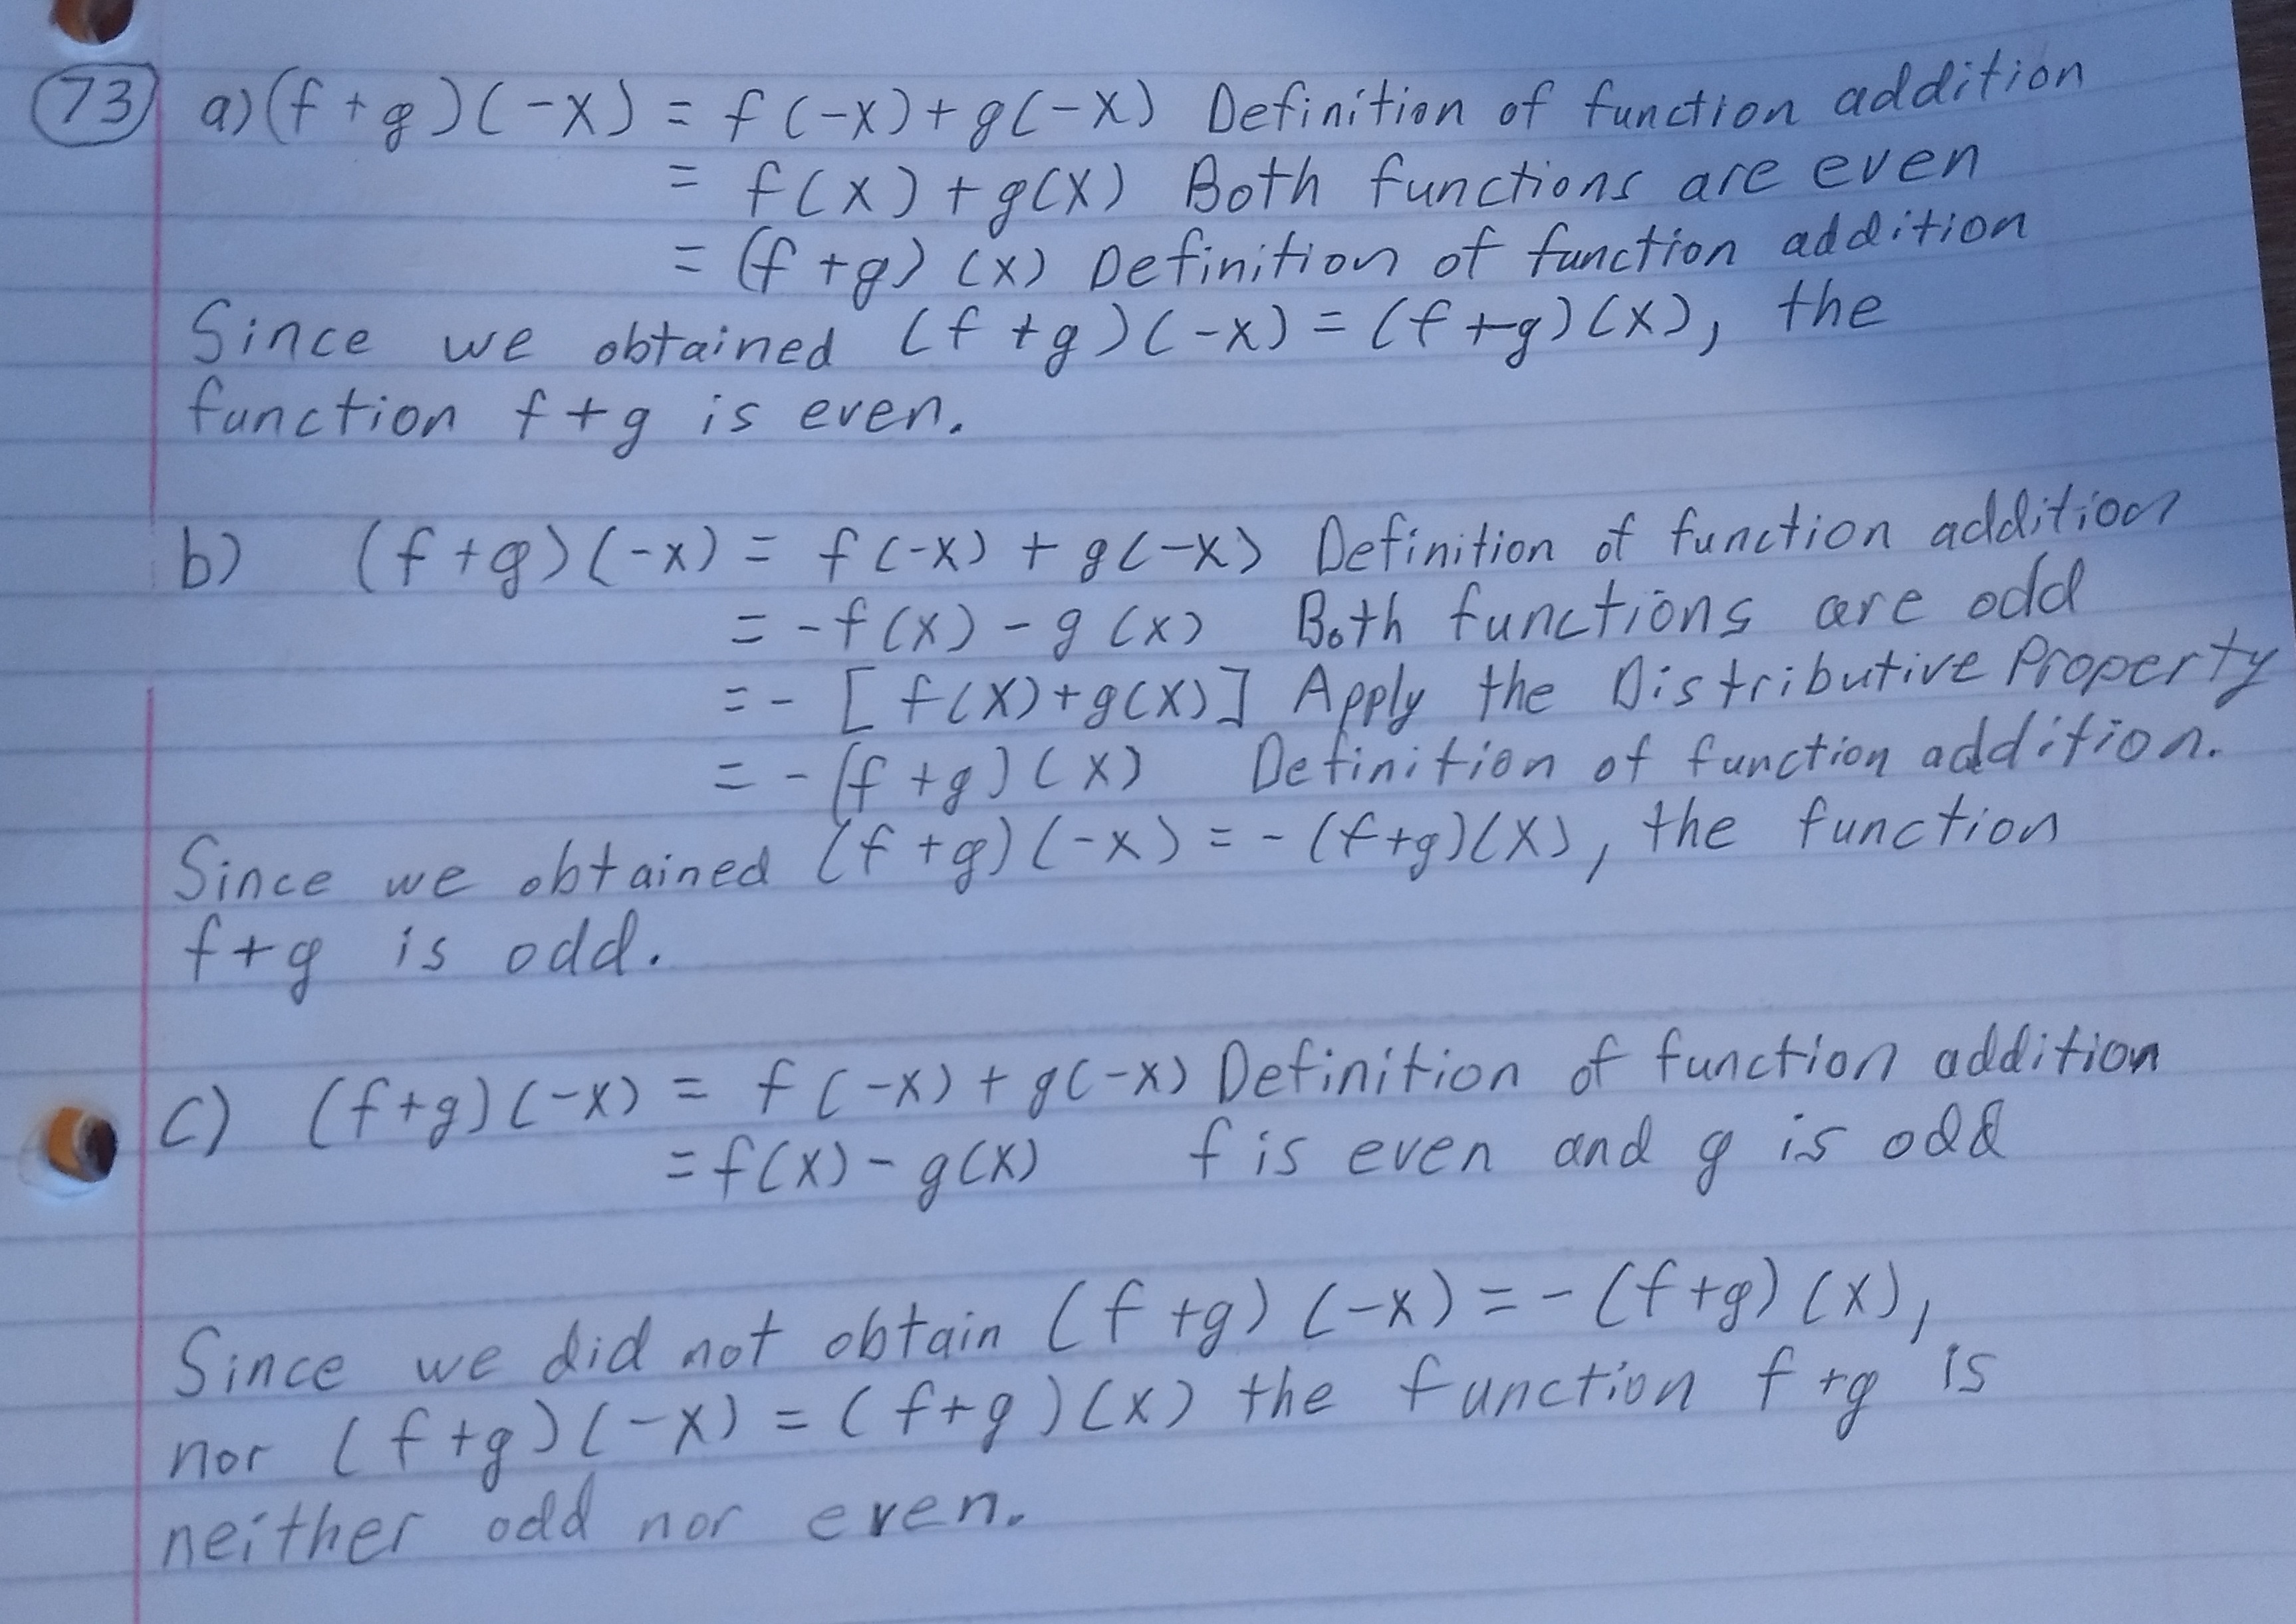 73 a) (f+g)(-x) = f(-x)+g(-x) Definition of function addition
= f(x)+g(x) Both functions are even
= (f+g)(x) Definition of function addition
Since we obtained (f+g)(-x)=(f+g)(x), the
function f+g is even.
b) (f+g)(-x) = f(-x)+g(-x) Definition of function addition
= -f(x)-g(x) Both functions are odd
= -[f(x)+g(x)] Apply the Distributive Property
= -(f+g)(x) Definition of function addition.
Since we obtained (f+g)(-x)=-(f+g)(x), the function
f+g is odd.
c) (f+g)(-x) = f(-x)+g(-x) Definition of function addition
= f(x)-g(x) f is even and g is odd
Since we did not obtain (f+g)(-x)=-(f+g)(x),
nor (f+g)(-x)=(f+g)(x) the function f+g is
neither odd nor even.